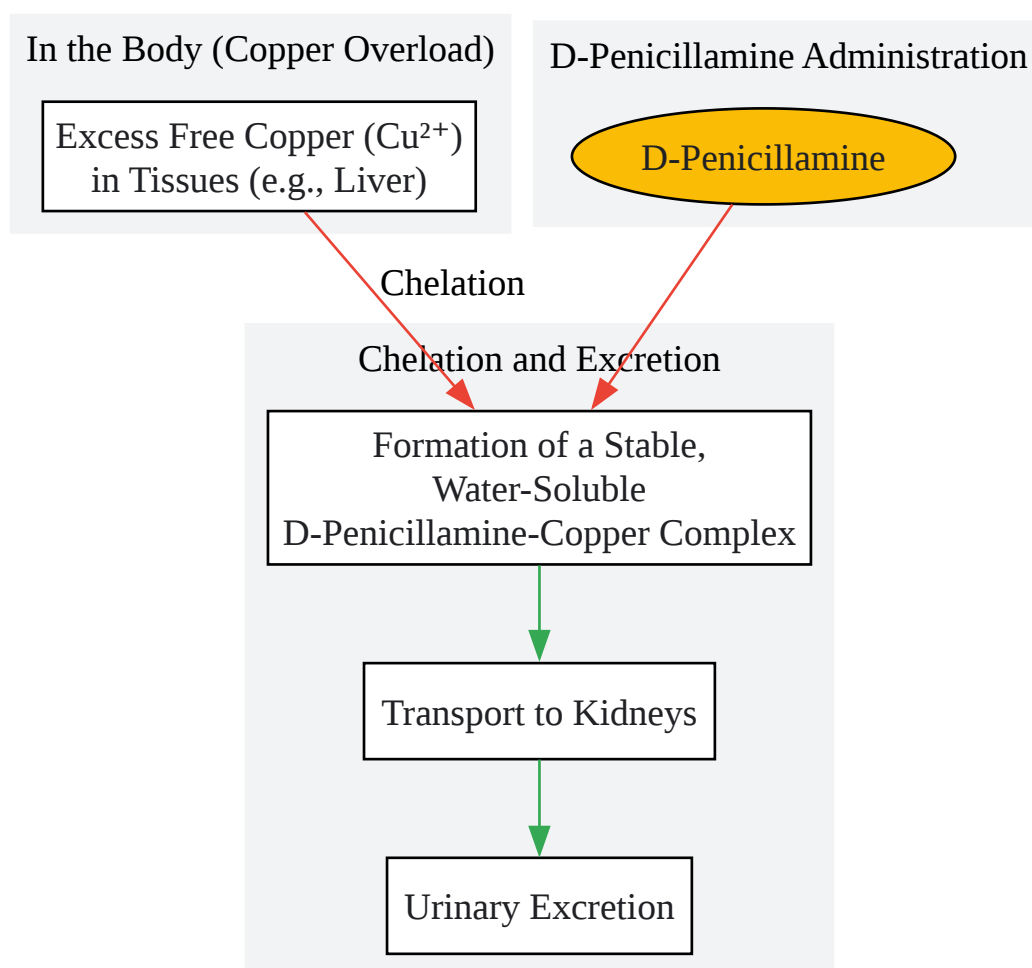 In the Body (Copper Overload)
Excess Free Copper (Cu²⁺)
in Tissues (e.g., Liver)
D-Penicillamine Administration
D-Penicillamine
Chelation
Chelation and Excretion
Formation of a Stable,
Water-Soluble
D-Penicillamine-Copper Complex
Transport to Kidneys
Urinary Excretion